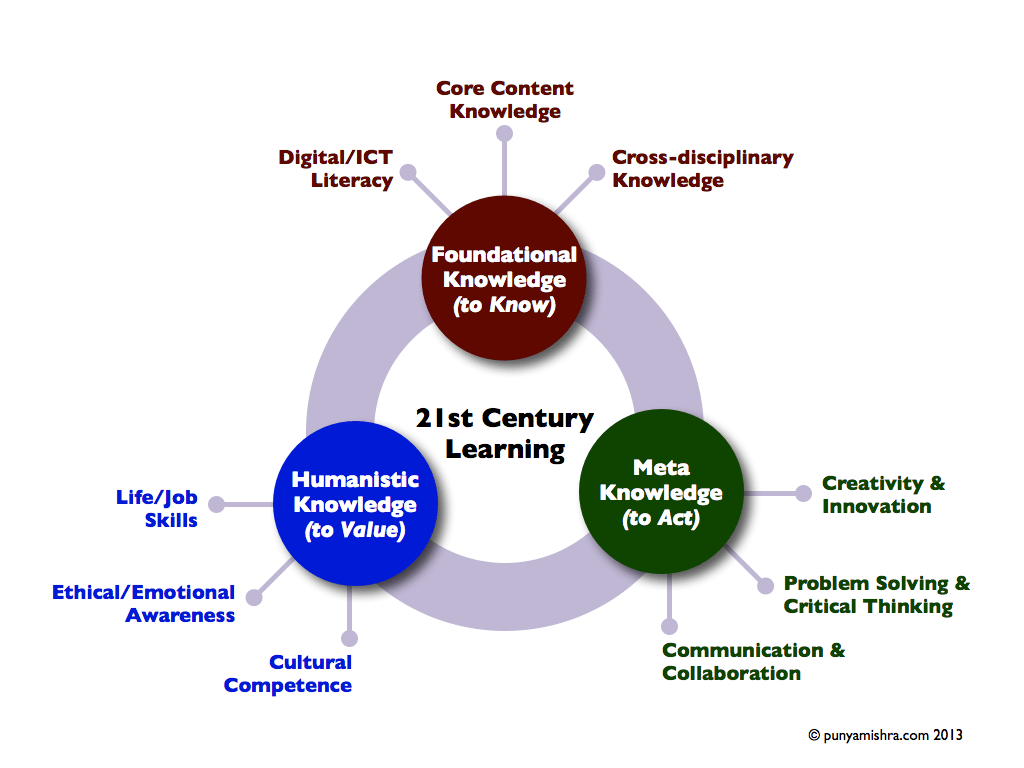 Core Content
Knowledge
Digital/ICT
Literacy
Cross-disciplinary
Knowledge
Foundational
Knowledge
(to Know)
21st Century
Learning
Humanistic
Knowledge
(to Value)
Meta
Knowledge
(to Act)
Life/Job
Skills
Ethical/Emotional
Awareness
Cultural
Competence
Creativity &
Innovation
Problem Solving &
Critical Thinking
Communication &
Collaboration
© punyamishra.com 2013